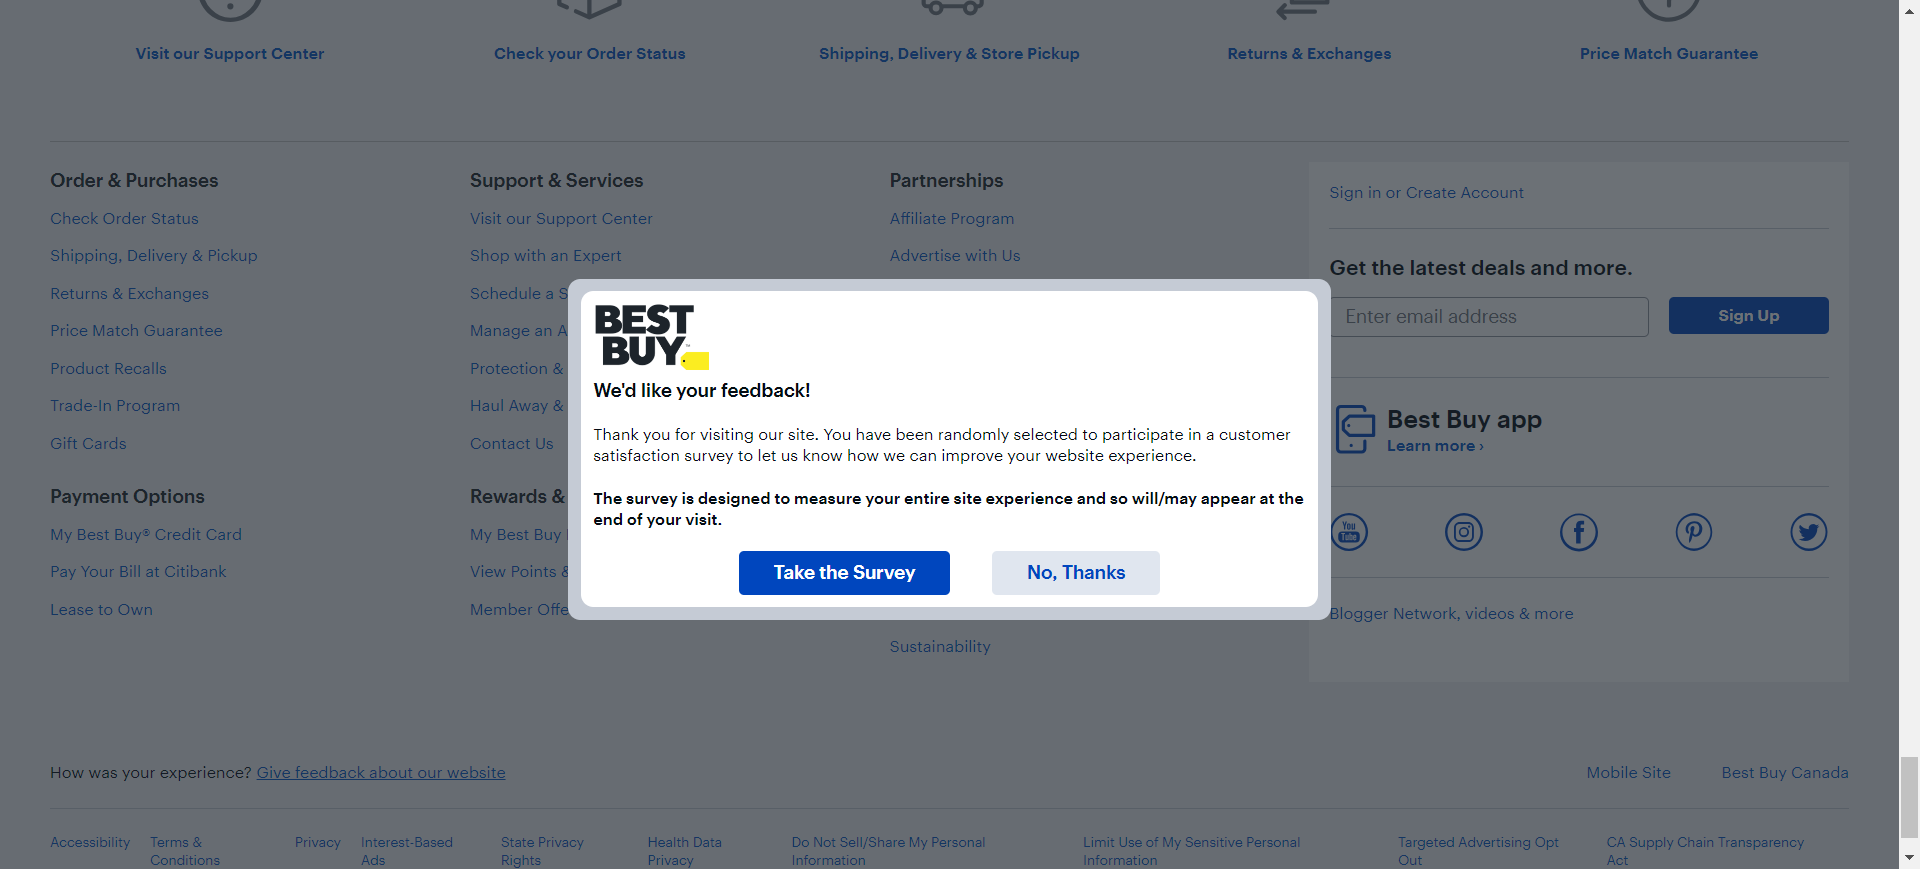 Visit our Support Center
Check your Order Status
Shipping, Delivery & Store Pickup
Returns & Exchanges
Price Match Guarantee
Order & Purchases
Check Order Status
Shipping, Delivery & Pickup
Returns & Exchanges
Price Match Guarantee
Product Recalls
Trade-In Program
Gift Cards
Payment Options
My Best Buy® Credit Card
Pay Your Bill at Citibank
Lease to Own
Support & Services
Visit our Support Center
Shop with an Expert
Schedule a S
Manage an A
Protection &
Haul Away &
Contact Us
Rewards &
My Best Buy
View Points &
Member Offe
Partnerships
Affiliate Program
Advertise with Us
Sustainability
BEST
BUY™
We'd like your feedback!
Thank you for visiting our site. You have been randomly selected to participate in a customer
satisfaction survey to let us know how we can improve your website experience.
The survey is designed to measure your entire site experience and so will/may appear at the
end of your visit.
Take the Survey
No, Thanks
Sign in or Create Account
Get the latest deals and more.
Enter email address
Sign Up
Best Buy app
Learn more ›
You
Tube
Blogger Network, videos & more
How was your experience? Give feedback about our website
Mobile Site
Best Buy Canada
Accessibility
Terms &
Conditions
Privacy
Interest-Based
Ads
State Privacy
Rights
Health Data
Privacy
Do Not Sell/Share My Personal
Information
Limit Use of My Sensitive Personal
Information
Targeted Advertising Opt
Out
CA Supply Chain Transparency
Act